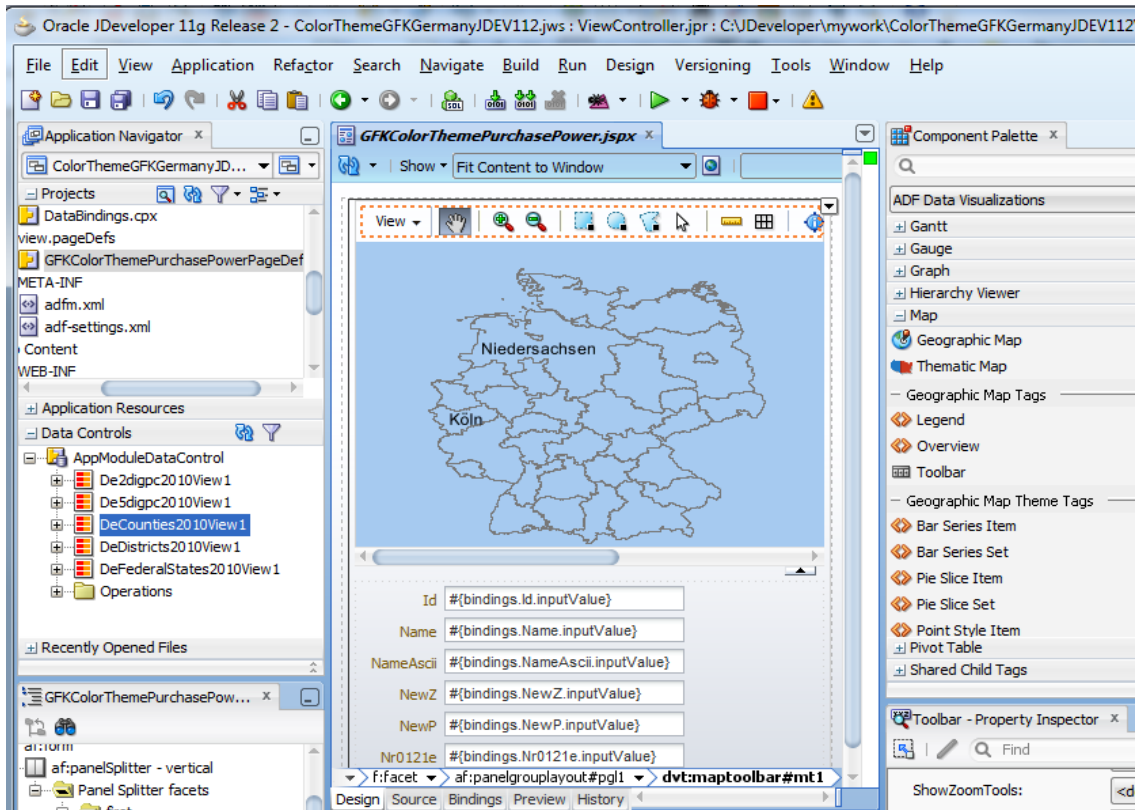 Oracle JDeveloper 11g Release 2 - ColorThemeGFKGermanyJDEV112.jws : ViewController.jpr : C:\JDeveloper\mywork\ColorThemeGFKGermanyJDEV112
File Edit View Application Refactor Search Navigate Build Run Design Versioning Tools Window Help
Application Navigator
ColorThemeGFKGermanyJD...
Projects
DataBindings.cpx
view.pageDefs
GFKColorThemePurchasePowerPageDef
META-INF
adfm.xml
adf-settings.xml
Content
WEB-INF
Application Resources
Data Controls
AppModuleDataControl
De2digpc2010View1
De5digpc2010View1
DeCounties2010View1
DeDistricts2010View1
DeFederalStates2010View1
Operations
Recently Opened Files
GFKColorThemePurchasePow...
af:form
af:panelSplitter - vertical
Panel Splitter facets
first
GFKColorThemePurchasePower.jspx
Show Fit Content to Window
View
Niedersachsen
Köln
Id #{bindings.Id.inputValue}
Name #{bindings.Name.inputValue}
NameAscii #{bindings.NameAscii.inputValue}
NewZ #{bindings.NewZ.inputValue}
NewP #{bindings.NewP.inputValue}
Nr0121e #{bindings.Nr0121e.inputValue}
f:facet af:panelgrouplayout#pgl1 dvt:maptoolbar#mt1
Design Source Bindings Preview History
Component Palette
ADF Data Visualizations
Gantt
Gauge
Graph
Hierarchy Viewer
Map
Geographic Map
Thematic Map
Geographic Map Tags
Legend
Overview
Toolbar
Geographic Map Theme Tags
Bar Series Item
Bar Series Set
Pie Slice Item
Pie Slice Set
Point Style Item
Pivot Table
Shared Child Tags
Toolbar - Property Inspector
Find
ShowZoomTools: <d